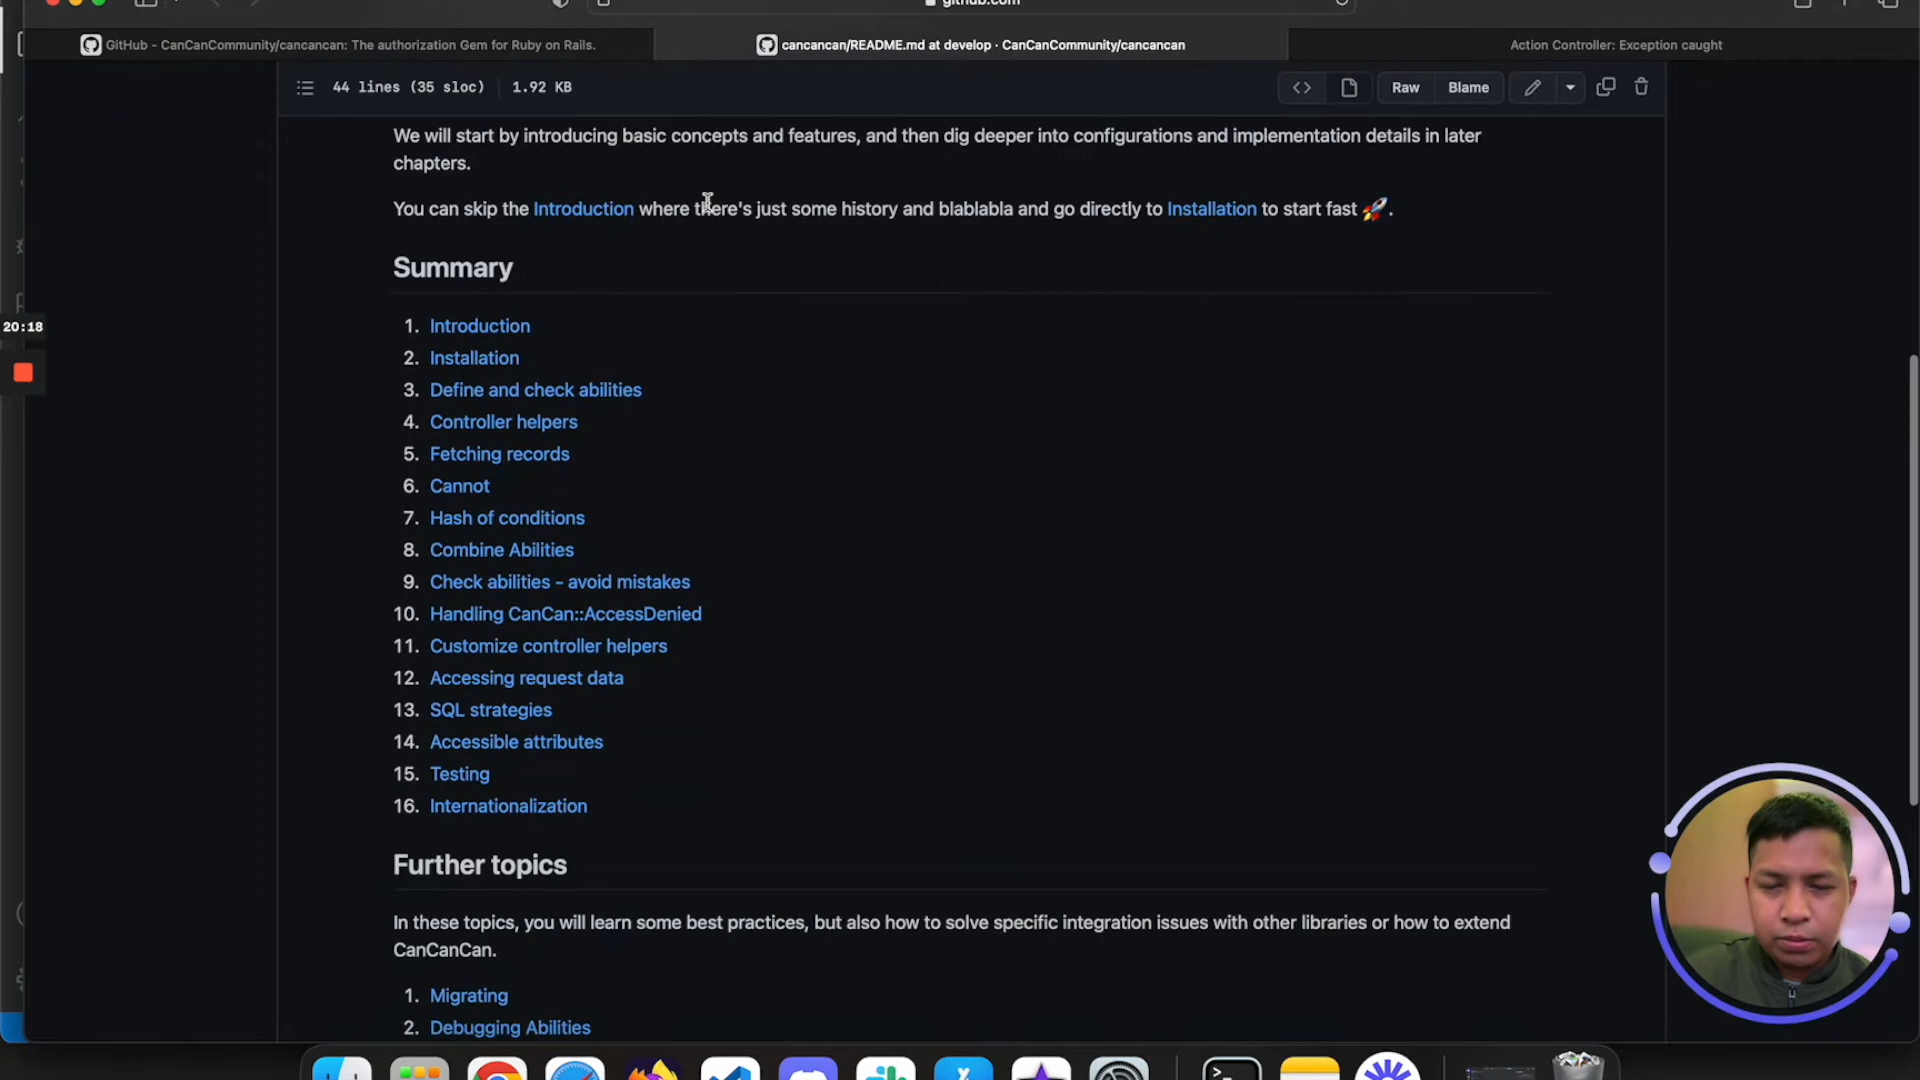 github.com
GitHub - CanCanCommunity/cancancan: The authorization Gem for Ruby on Rails.
cancancan/README.md at develop · CanCanCommunity/cancancan
Action Controller: Exception caught
44 lines (35 sloc) 1.92 KB
Raw
Blame
We will start by introducing basic concepts and features, and then dig deeper into configurations and implementation details in later
chapters.
You can skip the Introduction where there's just some history and blablabla and go directly to Installation to start fast 🚀.
Summary
1. Introduction
2. Installation
3. Define and check abilities
4. Controller helpers
5. Fetching records
6. Cannot
7. Hash of conditions
8. Combine Abilities
9. Check abilities - avoid mistakes
10. Handling CanCan::AccessDenied
11. Customize controller helpers
12. Accessing request data
13. SQL strategies
14. Accessible attributes
15. Testing
16. Internationalization
Further topics
In these topics, you will learn some best practices, but also how to solve specific integration issues with other libraries or how to extend
CanCanCan.
1. Migrating
2. Debugging Abilities
20:18